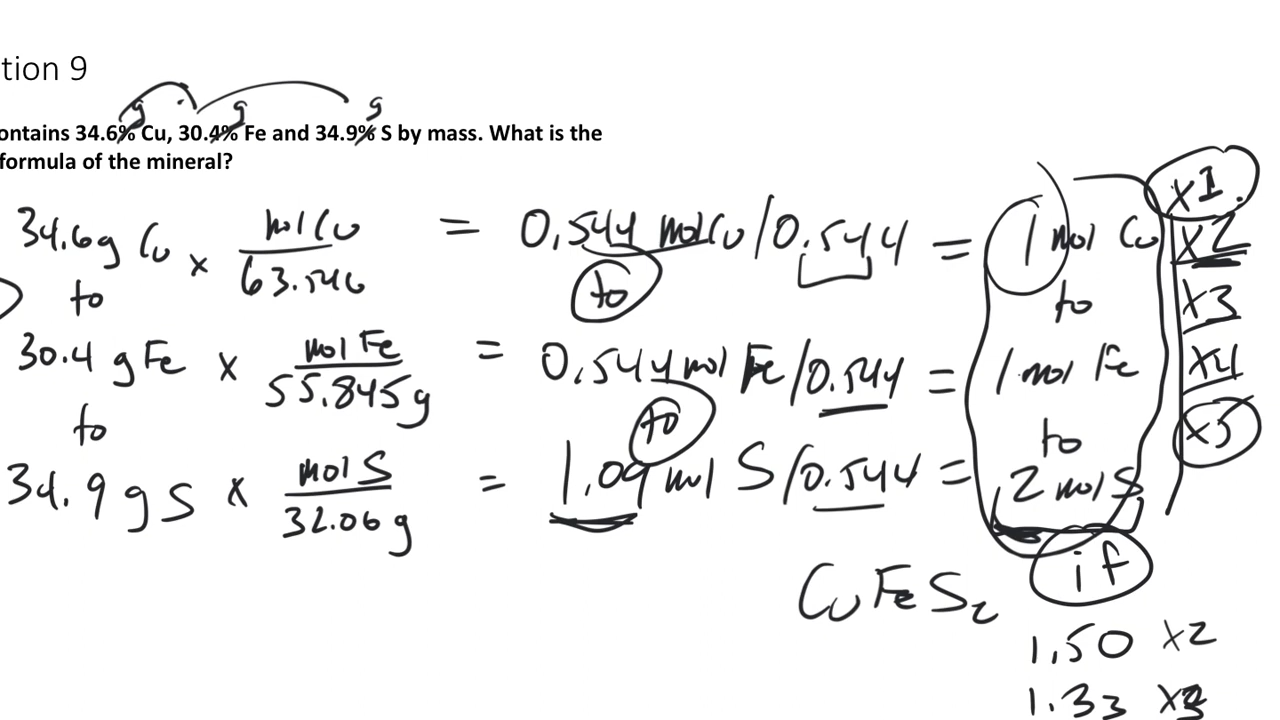 tion 9
g g g
ontains 34.6% Cu, 30.4% Fe and 34.9% S by mass. What is the
formula of the mineral?
34.6g Cu x mol Cu / 63.546 = 0.544 mol Cu /0.544 = 1 mol Cu x1
to to to x2
30.4 g Fe x mol Fe / 55.845g = 0.544 mol Fe /0.544 = 1 mol Fe x3
x4
to to to x5
34.9 g S x mol S / 32.06 g = 1.09 mol S /0.544 = 2 mol S
CuFeS2 if
1.50 x2
1.33 x3